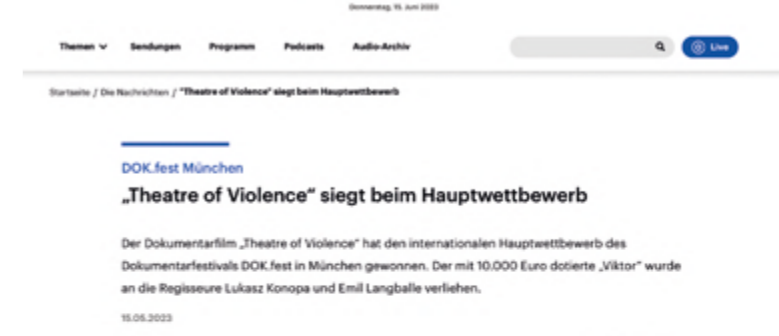 Donnerstag, 15. Juni 2023
Themen Sendungen Programm Podcasts Audio-Archiv Live
Startseite / Die Nachrichten / "Theatre of Violence" siegt beim Hauptwettbewerb
DOK.fest München
„Theatre of Violence“ siegt beim Hauptwettbewerb
Der Dokumentarfilm „Theatre of Violence“ hat den internationalen Hauptwettbewerb des
Dokumentarfestivals DOK.fest in München gewonnen. Der mit 10.000 Euro dotierte „Viktor“ wurde
an die Regisseure Lukasz Konopa und Emil Langballe verliehen.
15.05.2023